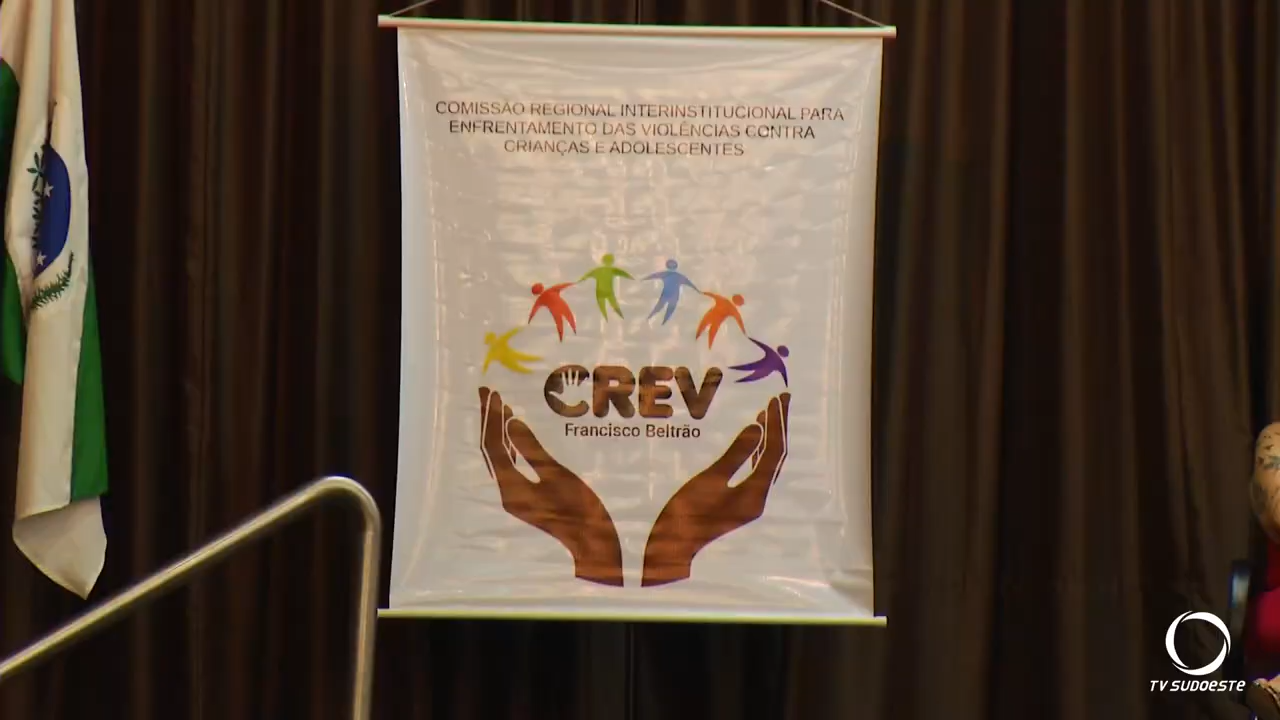 COMISSÃO REGIONAL INTERINSTITUCIONAL PARA
ENFRENTAMENTO DAS VIOLÊNCIAS CONTRA
CRIANÇAS E ADOLESCENTES
CREV
Francisco Beltrão
TV SUDOESTE